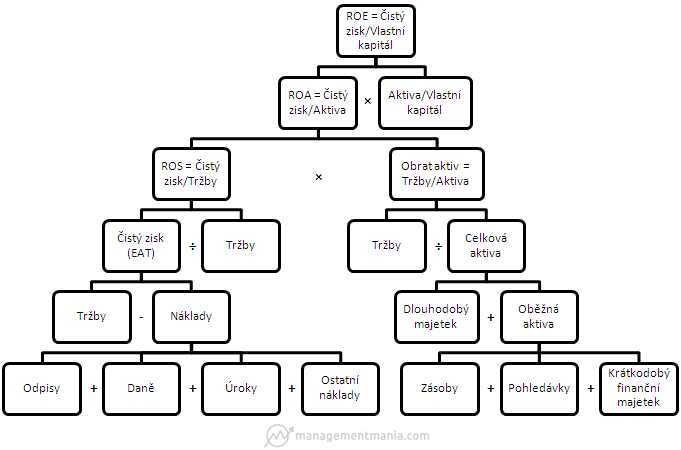 ROE = Čistý
zisk/Vlastní
kapitál
ROA = Čistý
zisk/Aktiva
×
Aktiva/Vlastní
kapitál
ROS = Čistý
zisk/Tržby
×
Obrat aktiv =
Tržby/Aktiva
Čistý zisk
(EAT)
÷
Tržby
Tržby
÷
Celková
aktiva
Tržby
-
Náklady
Dlouhodobý
majetek
+
Oběžná
aktiva
Odpisy
+
Daně
+
Úroky
+
Ostatní
náklady
Zásoby
+
Pohledávky
+
Krátkodobý
finanční
majetek
managementmania.com